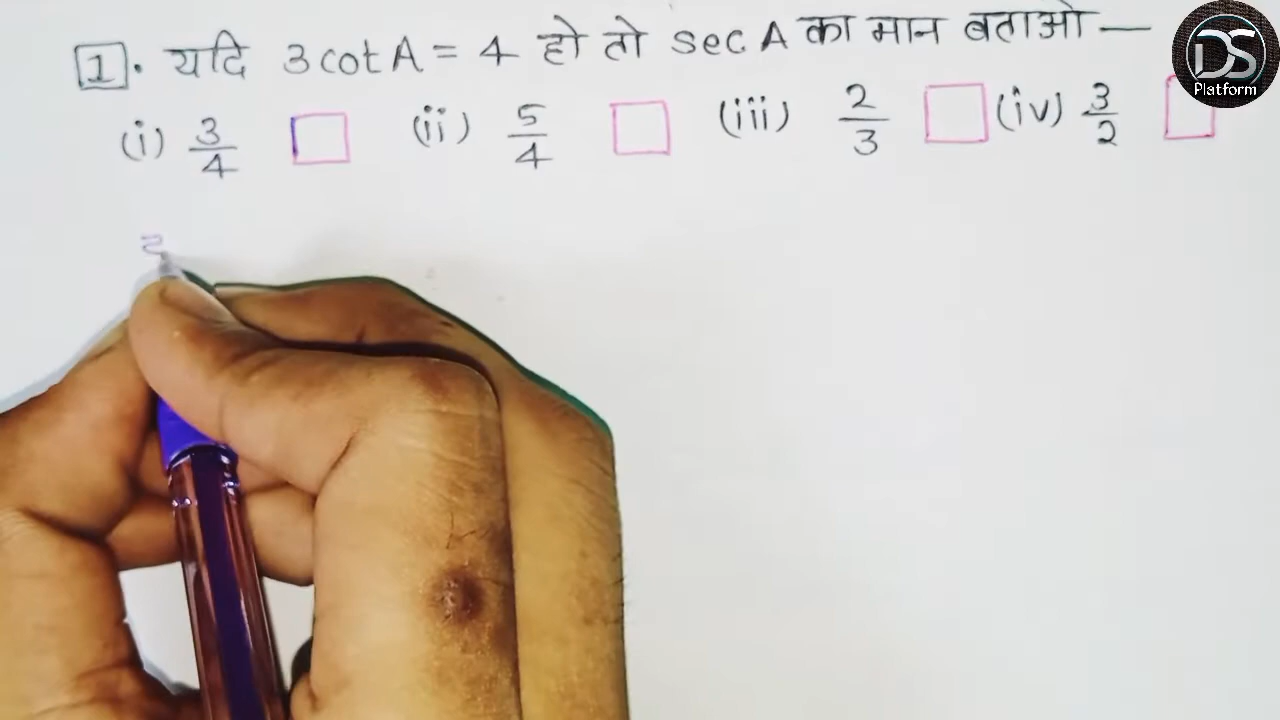 1. यदि 3 cot A = 4 हो तो sec A का मान बताओ —
(i) 3/4 (ii) 5/4 (iii) 2/3 (iv) 3/2
DS
Platform